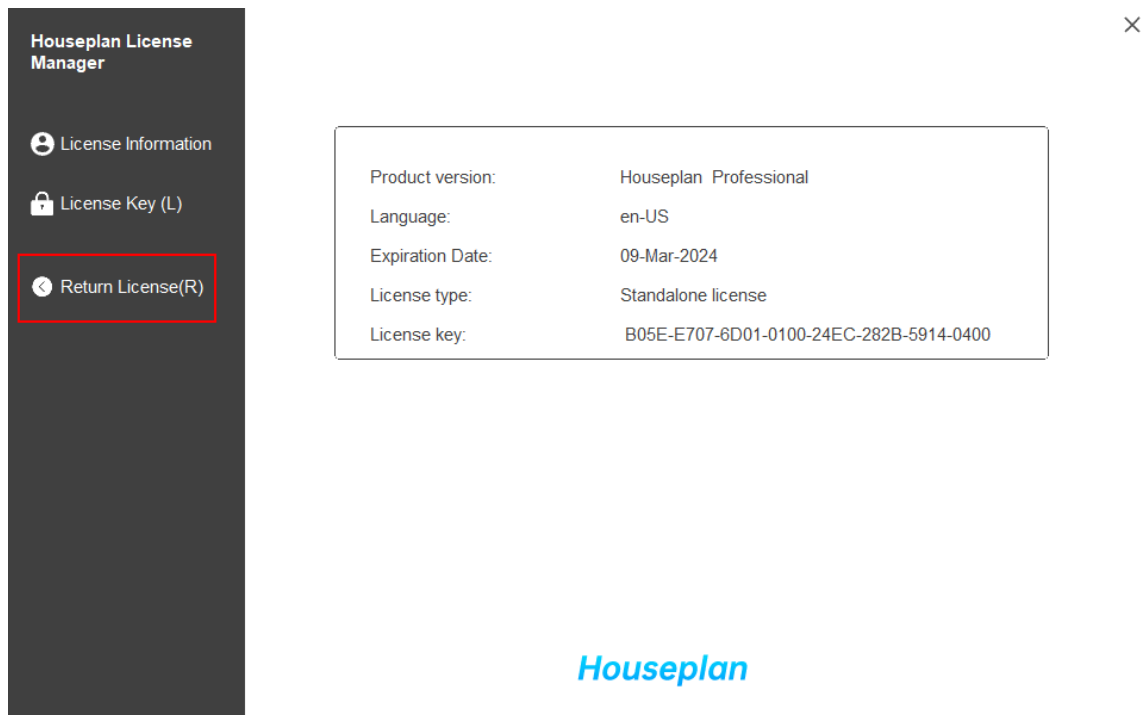 Houseplan License
Manager
License Information
License Key (L)
Return License(R)
Product version: Houseplan  Professional
Language: en-US
Expiration Date: 09-Mar-2024
License type: Standalone license
License key: B05E-E707-6D01-0100-24EC-282B-5914-0400
Houseplan